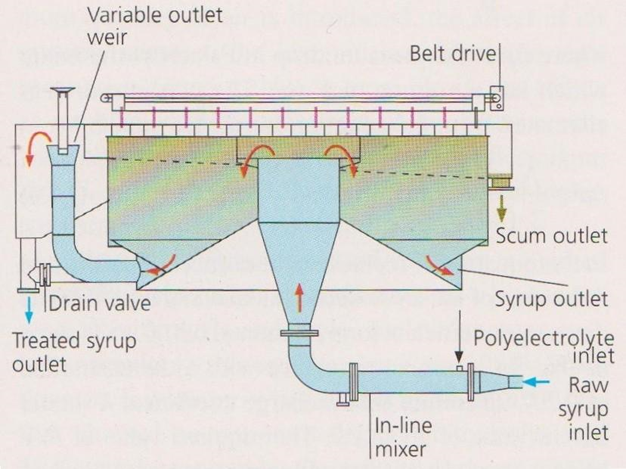 Variable outlet
weir
Belt drive
Scum outlet
Syrup outlet
Drain valve
Treated syrup
outlet
Polyelectrolyte
inlet
Raw
syrup
inlet
In-line
mixer